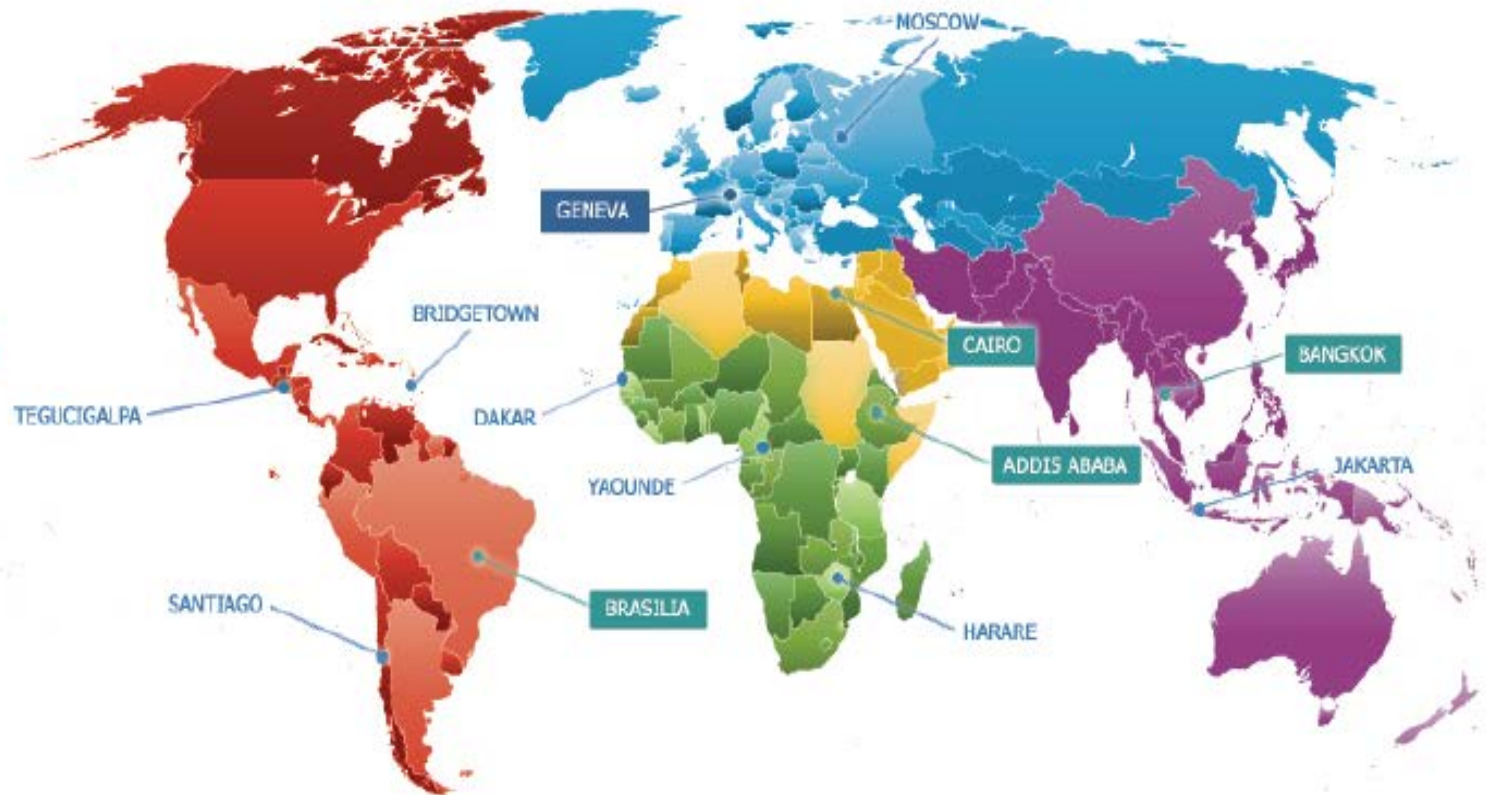 MOSCOW
GENEVA
BRIDGETOWN
CAIRO
BANGKOK
TEGUCIGALPA
DAKAR
ADDIS ABABA
JAKARTA
YAOUNDE
SANTIAGO
BRASILIA
HARARE